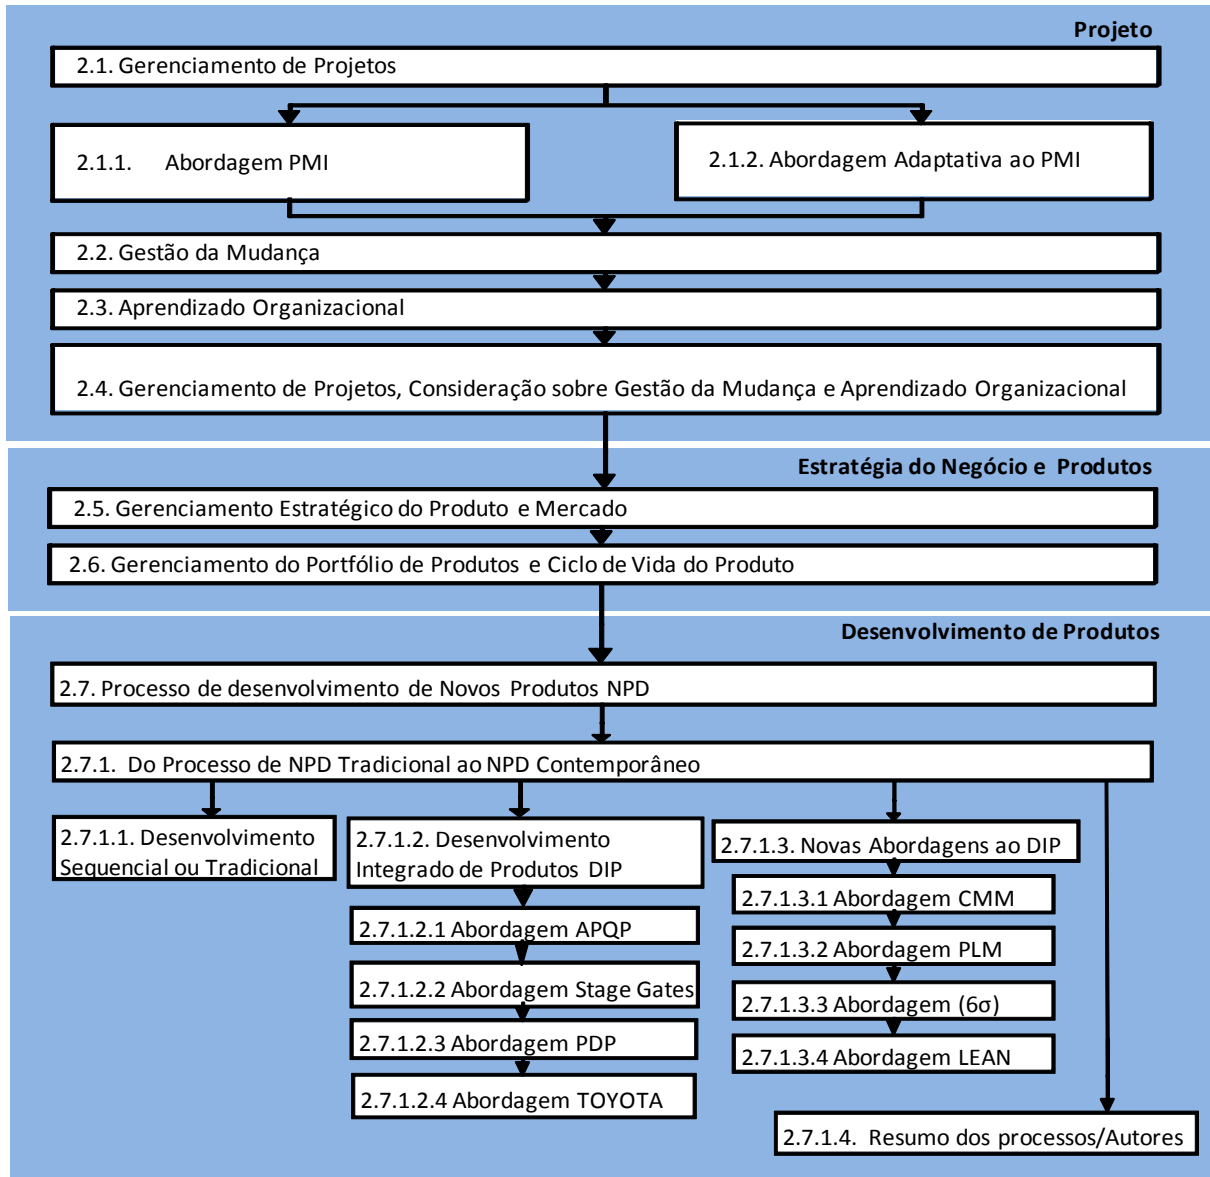 Projeto
2.1. Gerenciamento de Projetos
2.1.1. Abordagem PMI
2.1.2. Abordagem Adaptativa ao PMI
2.2. Gestão da Mudança
2.3. Aprendizado Organizacional
2.4. Gerenciamento de Projetos, Consideração sobre Gestão da Mudança e Aprendizado Organizacional
Estratégia do Negócio e Produtos
2.5. Gerenciamento Estratégico do Produto e Mercado
2.6. Gerenciamento do Portfólio de Produtos e Ciclo de Vida do Produto
Desenvolvimento de Produtos
2.7. Processo de desenvolvimento de Novos Produtos NPD
2.7.1. Do Processo de NPD Tradicional ao NPD Contemporâneo
2.7.1.1. Desenvolvimento
Sequencial ou Tradicional
2.7.1.2. Desenvolvimento
Integrado de Produtos DIP
2.7.1.2.1 Abordagem APQP
2.7.1.2.2 Abordagem Stage Gates
2.7.1.2.3 Abordagem PDP
2.7.1.2.4 Abordagem TOYOTA
2.7.1.3. Novas Abordagens ao DIP
2.7.1.3.1 Abordagem CMM
2.7.1.3.2 Abordagem PLM
2.7.1.3.3 Abordagem (6σ)
2.7.1.3.4 Abordagem LEAN
2.7.1.4. Resumo dos processos/Autores